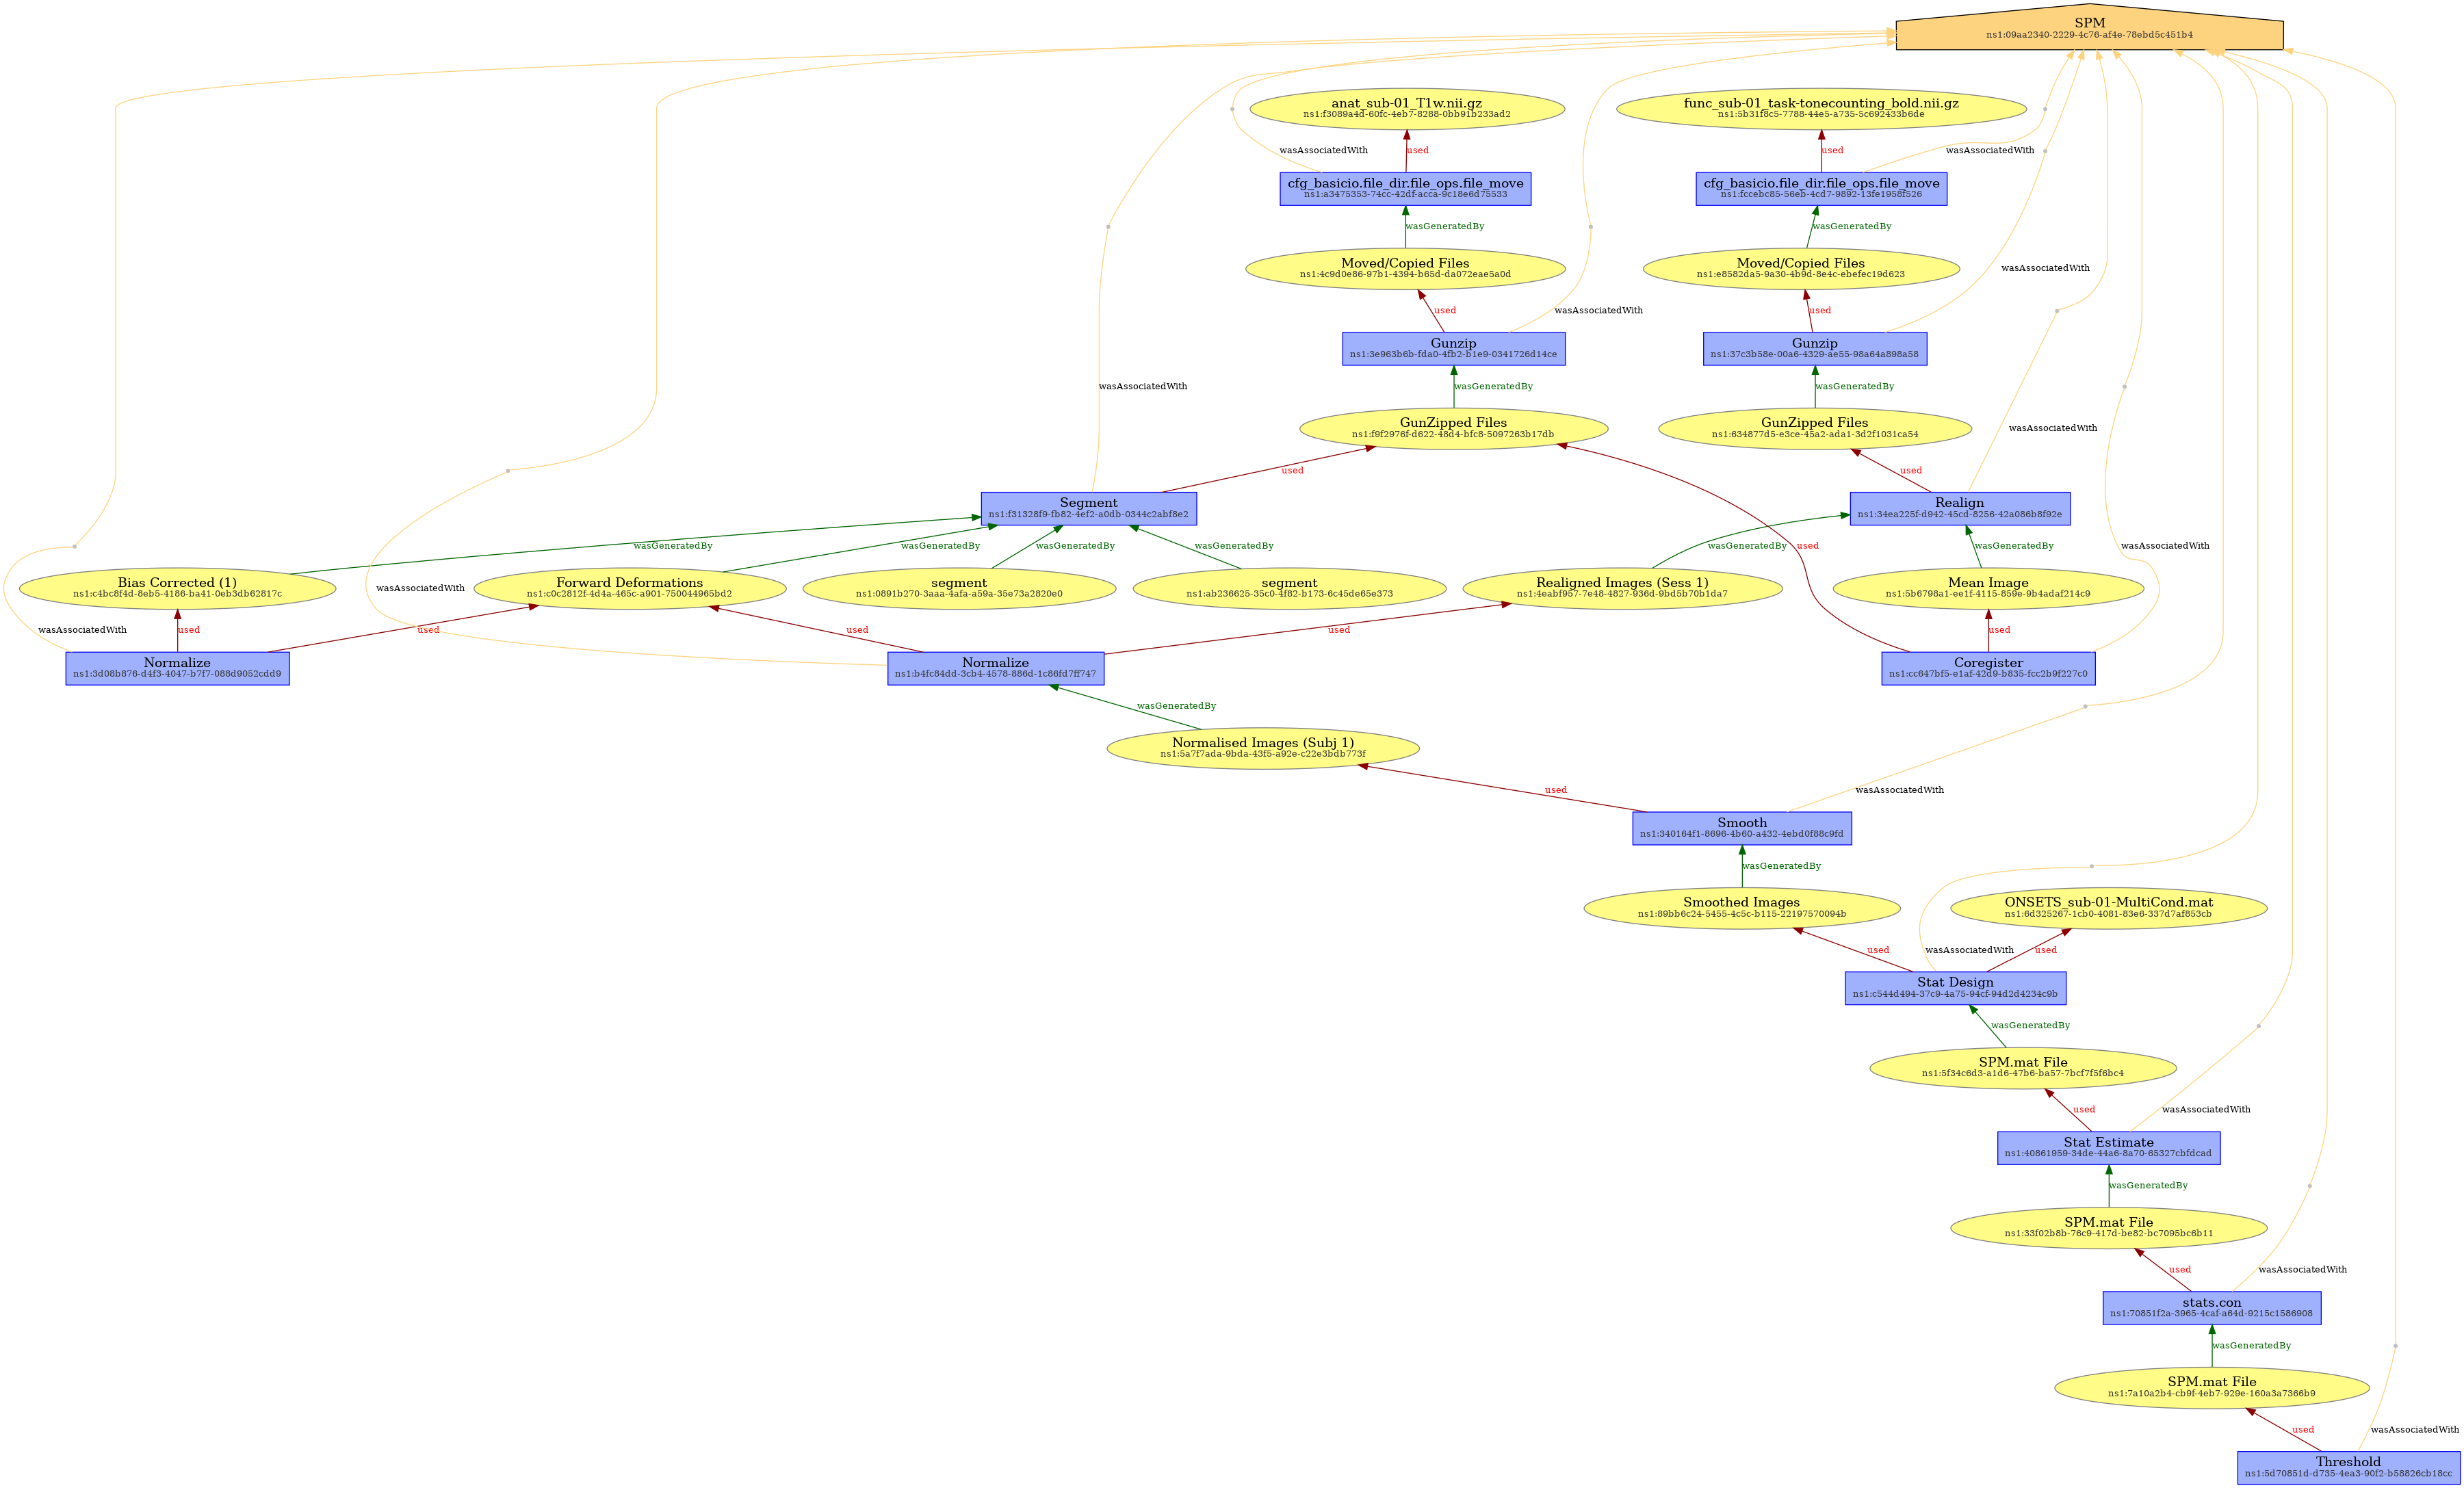 SPM
ns1:09aa2340-2229-4c76-af4e-78ebd5c451b4
anat_sub-01_T1w.nii.gz
ns1:f3089a4d-60fc-4eb7-8288-0bb91b233ad2
func_sub-01_task-tonecounting_bold.nii.gz
ns1:5b31f8c5-7788-44e5-a735-5c692433b6de
wasAssociatedWith
used
used
wasAssociatedWith
cfg_basicio.file_dir.file_ops.file_move
ns1:a3475353-74cc-42df-acca-9c18e6d75533
cfg_basicio.file_dir.file_ops.file_move
ns1:fccebc85-56eb-4cd7-9892-13fe1958f526
wasGeneratedBy
wasGeneratedBy
Moved/Copied Files
ns1:4c9d0e86-97b1-4394-b65d-da072eae5a0d
Moved/Copied Files
ns1:e8582da5-9a30-4b9d-8e4c-ebefec19d623
wasAssociatedWith
used
wasAssociatedWith
used
Gunzip
ns1:3e963b6b-fda0-4fb2-b1e9-0341726d14ce
Gunzip
ns1:37c3b58e-00a6-4329-ae55-98a64a898a58
wasAssociatedWith
wasGeneratedBy
wasGeneratedBy
GunZipped Files
ns1:f9f2976f-d622-48d4-bfc8-5097263b17db
GunZipped Files
ns1:634877d5-e3ce-45a2-ada1-3d2f1031ca54
wasAssociatedWith
used
used
Segment
ns1:f31328f9-fb82-4ef2-a0db-0344c2abf8e2
Realign
ns1:34ea225f-d942-45cd-8256-42a086b8f92e
wasGeneratedBy
wasGeneratedBy
wasGeneratedBy
wasGeneratedBy
wasGeneratedBy
used
wasGeneratedBy
wasAssociatedWith
Bias Corrected (1)
ns1:c4bc8f4d-8eb5-4186-ba41-0eb3db62817c
Forward Deformations
ns1:c0c2812f-4d4a-465c-a901-750044965bd2
segment
ns1:0891b270-3aaa-4afa-a59a-35e73a2820e0
segment
ns1:ab236625-35c0-4f82-b173-6c45de65e373
Realigned Images (Sess 1)
ns1:4eabf957-7e48-4827-936d-9bd5b70b1da7
Mean Image
ns1:5b6798a1-ee1f-4115-859e-9b4adaf214c9
wasAssociatedWith
wasAssociatedWith
used
used
used
used
used
Normalize
ns1:3d08b876-d4f3-4047-b7f7-088d9052cdd9
Normalize
ns1:b4fc84dd-3cb4-4578-886d-1c86fd7ff747
Coregister
ns1:cc647bf5-e1af-42d9-b835-fcc2b9f227c0
wasGeneratedBy
Normalised Images (Subj 1)
ns1:5a7f7ada-9bda-43f5-a92e-c22e3bdb773f
used
wasAssociatedWith
Smooth
ns1:340164f1-8696-4b60-a432-4ebd0f88c9fd
wasGeneratedBy
Smoothed Images
ns1:89bb6c24-5455-4c5c-b115-22197570094b
ONSETS_sub-01-MultiCond.mat
ns1:6d325267-1cb0-4081-83e6-337d7af853cb
used
wasAssociatedWith
used
Stat Design
ns1:c544d494-37c9-4a75-94cf-94d2d4234c9b
wasGeneratedBy
SPM.mat File
ns1:5f34c6d3-a1d6-47b6-ba57-7bcf7f5f6bc4
used
wasAssociatedWith
Stat Estimate
ns1:40861959-34de-44a6-8a70-65327cbfdcad
wasGeneratedBy
SPM.mat File
ns1:33f02b8b-76c9-417d-be82-bc7095bc6b11
used
wasAssociatedWith
stats.con
ns1:70851f2a-3965-4caf-a64d-9215c1586908
wasGeneratedBy
SPM.mat File
ns1:7a10a2b4-cb9f-4eb7-929e-160a3a7366b9
used
wasAssociatedWith
Threshold
ns1:5d70851d-d735-4ea3-90f2-b58826cb18cc